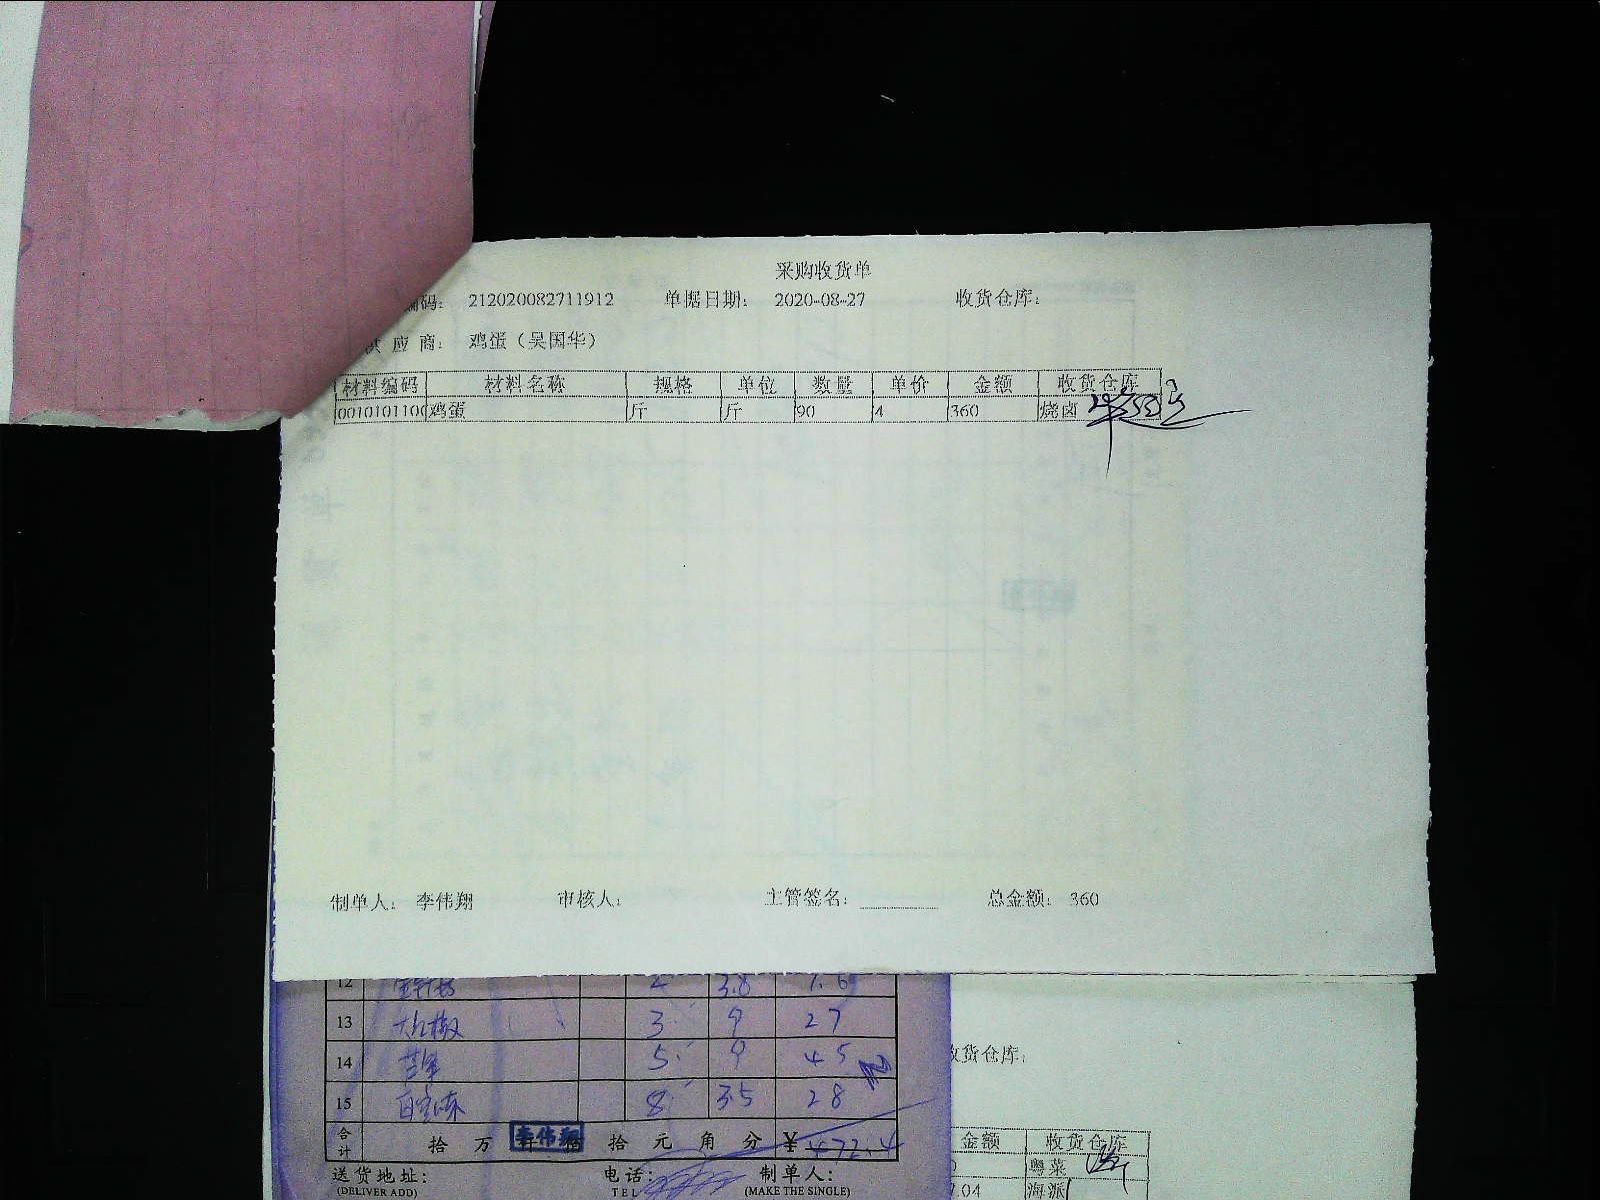 采购收货单
编码： 212020082711912 单据日期： 2020-08-27 收货仓库：
供 应 商： 鸡蛋（吴国华）
材料编码 材料名称 规格 单位 数量 单价 金额 收货仓库
0010101100 鸡蛋 斤 斤 90 4 360 烧卤
制单人： 李伟翔 审核人： 主管签名： 总金额： 360
12 2 3.8 7.6
13 3 9 27
14 5 9 45
15 8 3.5 28
合计 拾 万 仟 佰 拾 元 角 分 ¥ 472.4
李伟翔
送货地址： 电话： 制单人：
(DELIVER ADD) TEL (MAKE THE SINGLE)
收货仓库：
金额 收货仓库
粤菜
7.04 海派